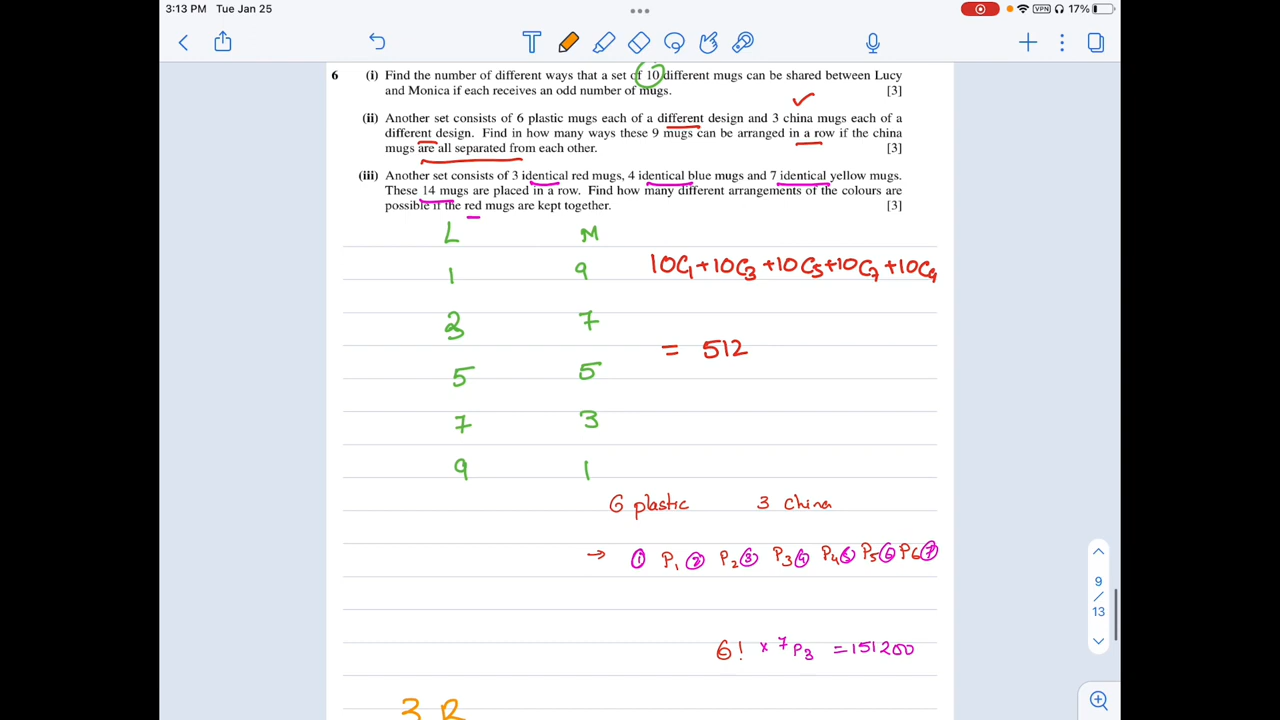 3:13 PM Tue Jan 25
VPN 17%
6 (i) Find the number of different ways that a set of 10 different mugs can be shared between Lucy
and Monica if each receives an odd number of mugs. [3]
(ii) Another set consists of 6 plastic mugs each of a different design and 3 china mugs each of a
different design. Find in how many ways these 9 mugs can be arranged in a row if the china
mugs are all separated from each other. [3]
(iii) Another set consists of 3 identical red mugs, 4 identical blue mugs and 7 identical yellow mugs.
These 14 mugs are placed in a row. Find how many different arrangements of the colours are
possible if the red mugs are kept together. [3]
L M
1 9 10C1 + 10C3 + 10C5 + 10C7 + 10C9
3 7
= 512
5 5
7 3
9 1
6 plastic 3 China
→ ① P1 ② P2 ③ P3 ④ P4 ⑤ P5 ⑥ P6 ⑦
6! × 7P3 = 151200
3 R
9
/
13